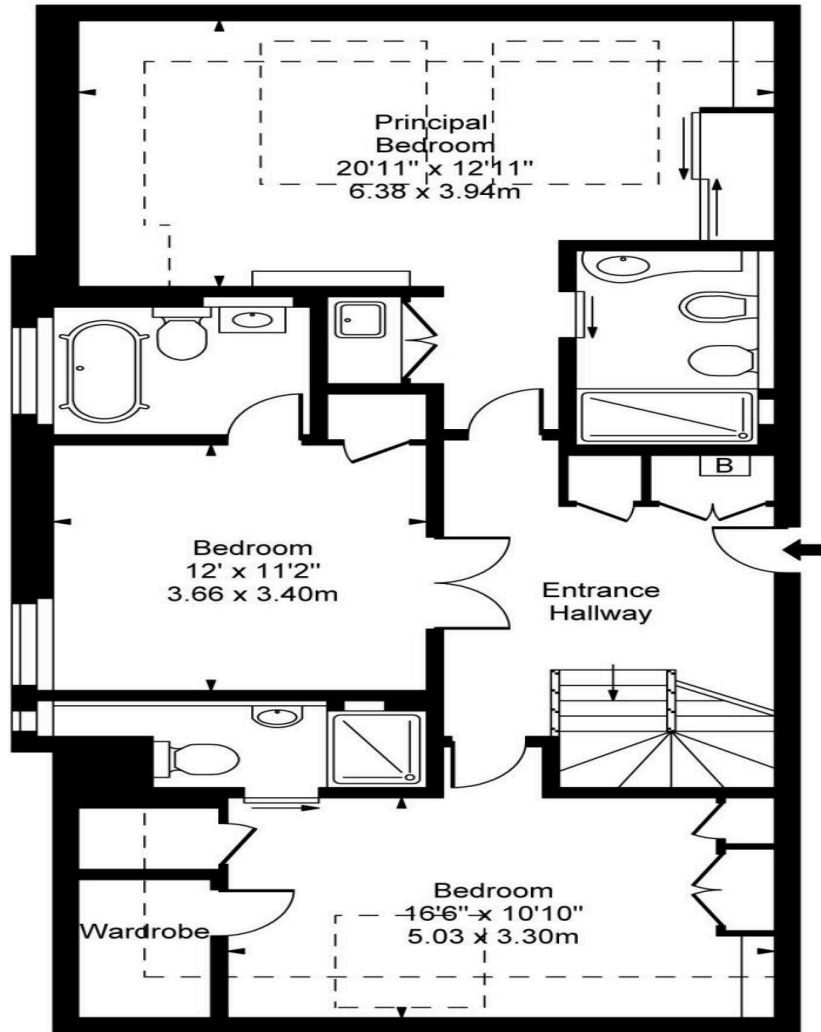 Principal
Bedroom
20'11" x 12'11"
6.38 x 3.94m
B
Bedroom
12' x 11'2"
3.66 x 3.40m
Entrance
Hallway
Bedroom
16'6" x 10'10"
5.03 x 3.30m
Wardrobe